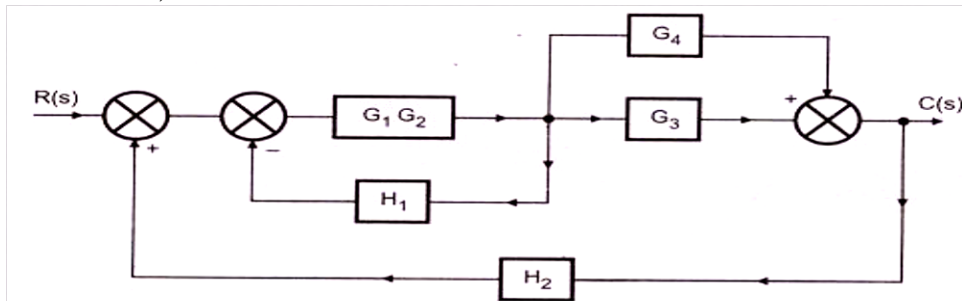 G₄
R(s)
+
C(s)
G₁ G₂
G₃
+
−
H₁
H₂